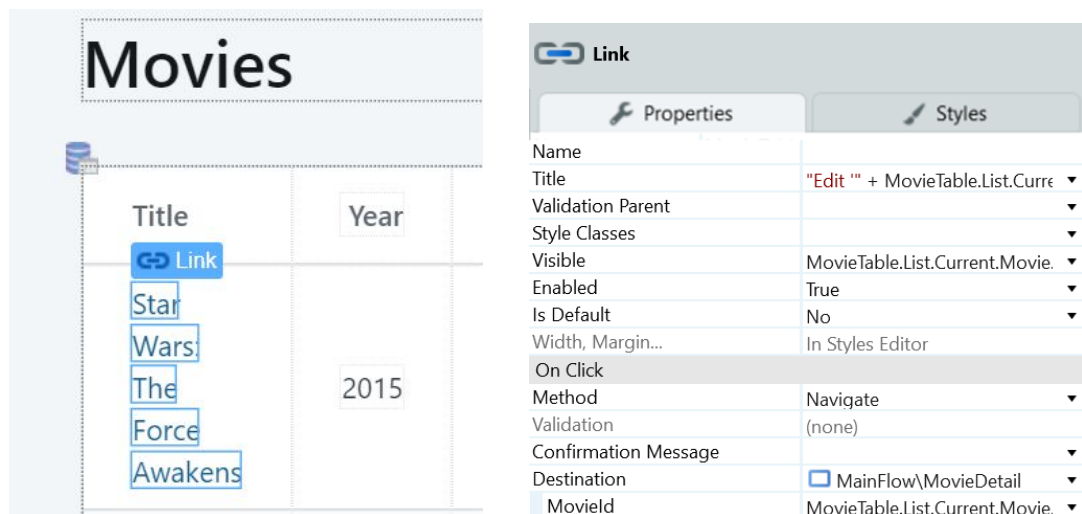 Movies
Title
Year
Link
Star
Wars:
The
Force
Awakens
2015
Link
Properties
Styles
Name
Title "Edit '" + MovieTable.List.Curre
Validation Parent
Style Classes
Visible MovieTable.List.Current.Movie.
Enabled True
Is Default No
Width, Margin... In Styles Editor
On Click
Method Navigate
Validation (none)
Confirmation Message
Destination MainFlow\MovieDetail
MovieId MovieTable.List.Current.Movie.